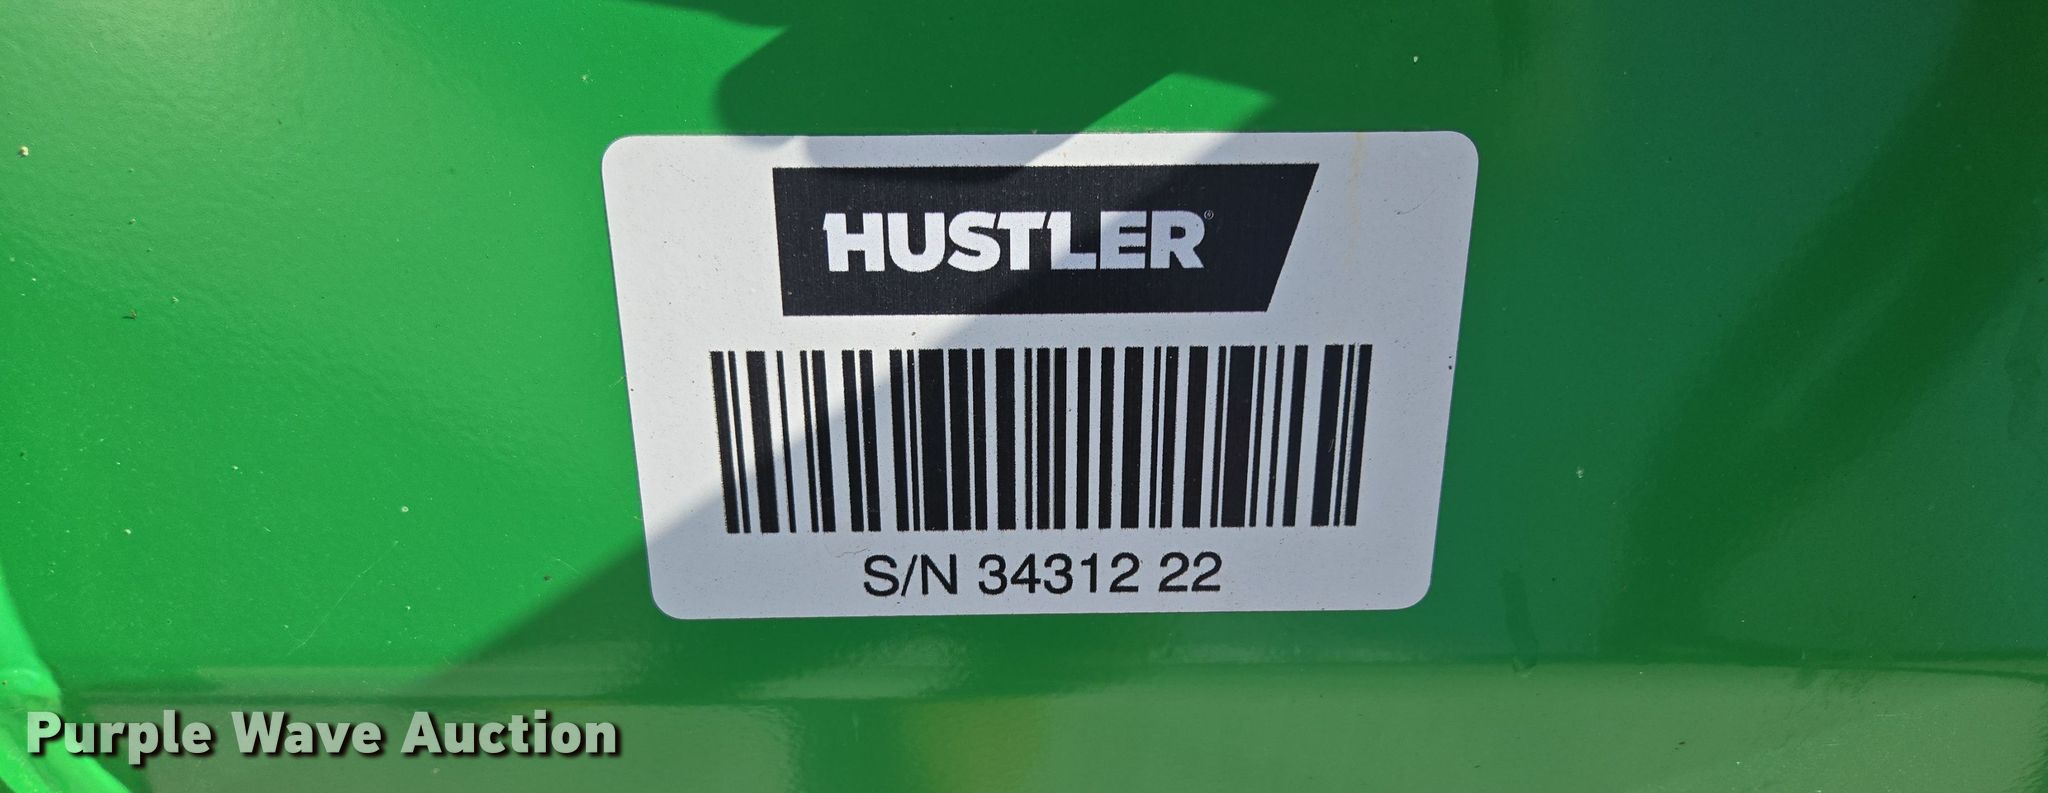 HUSTLER®
S/N 34312 22
Purple Wave Auction